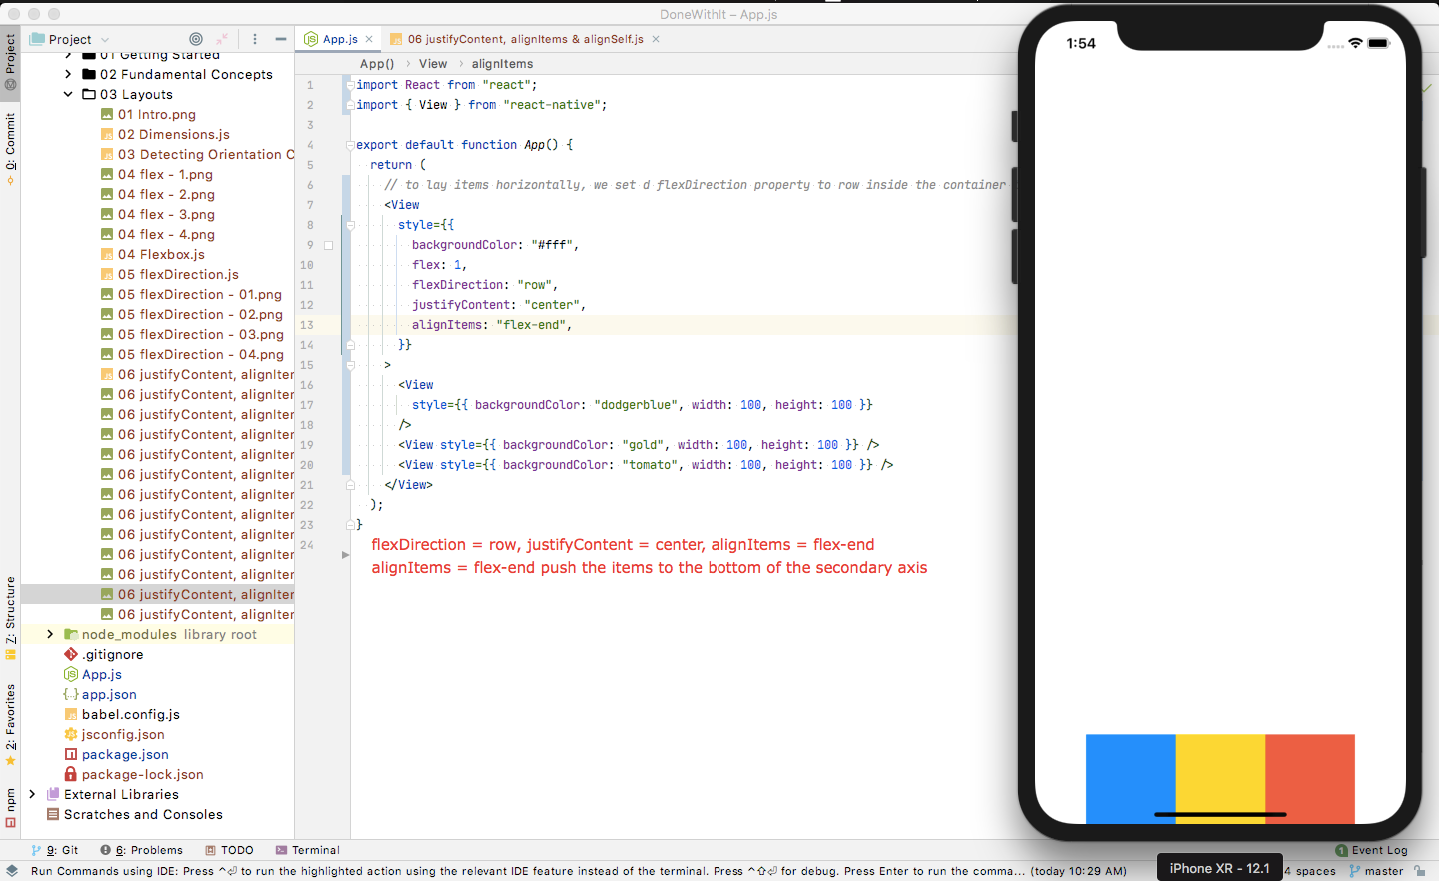 DoneWithIt – App.js
Project
App.js
06 justifyContent, alignItems & alignSelf.js
App() › View › alignItems
Project
0: Commit
7: Structure
2: Favorites
npm
01 Getting Started
02 Fundamental Concepts
03 Layouts
01 Intro.png
02 Dimensions.js
03 Detecting Orientation C
04 flex - 1.png
04 flex - 2.png
04 flex - 3.png
04 flex - 4.png
04 Flexbox.js
05 flexDirection.js
05 flexDirection - 01.png
05 flexDirection - 02.png
05 flexDirection - 03.png
05 flexDirection - 04.png
06 justifyContent, alignIter
06 justifyContent, alignIter
06 justifyContent, alignIter
06 justifyContent, alignIter
06 justifyContent, alignIter
06 justifyContent, alignIter
06 justifyContent, alignIter
06 justifyContent, alignIter
06 justifyContent, alignIter
06 justifyContent, alignIter
06 justifyContent, alignIter
06 justifyContent, alignIter
06 justifyContent, alignIter
node_modules library root
.gitignore
App.js
app.json
babel.config.js
jsconfig.json
package.json
package-lock.json
External Libraries
Scratches and Consoles
1 import React from "react";
2 import { View } from "react-native";
3
4 export default function App() {
5 return (
6 // to lay items horizontally, we set d flexDirection property to row inside the container
7 <View
8 style={{
9 backgroundColor: "#fff",
10 flex: 1,
11 flexDirection: "row",
12 justifyContent: "center",
13 alignItems: "flex-end",
14 }}
15 >
16 <View
17 style={{ backgroundColor: "dodgerblue", width: 100, height: 100 }}
18 />
19 <View style={{ backgroundColor: "gold", width: 100, height: 100 }} />
20 <View style={{ backgroundColor: "tomato", width: 100, height: 100 }} />
21 </View>
22 );
23 }
24
flexDirection = row, justifyContent = center, alignItems = flex-end
alignItems = flex-end push the items to the bottom of the secondary axis
1:54
9: Git
6: Problems
TODO
Terminal
1 Event Log
Run Commands using IDE: Press ^⏎ to run the highlighted action using the relevant IDE feature instead of the terminal. Press ^⇧⏎ for debug. Press Enter to run the comma... (today 10:29 AM)
iPhone XR - 12.1
4 spaces
master